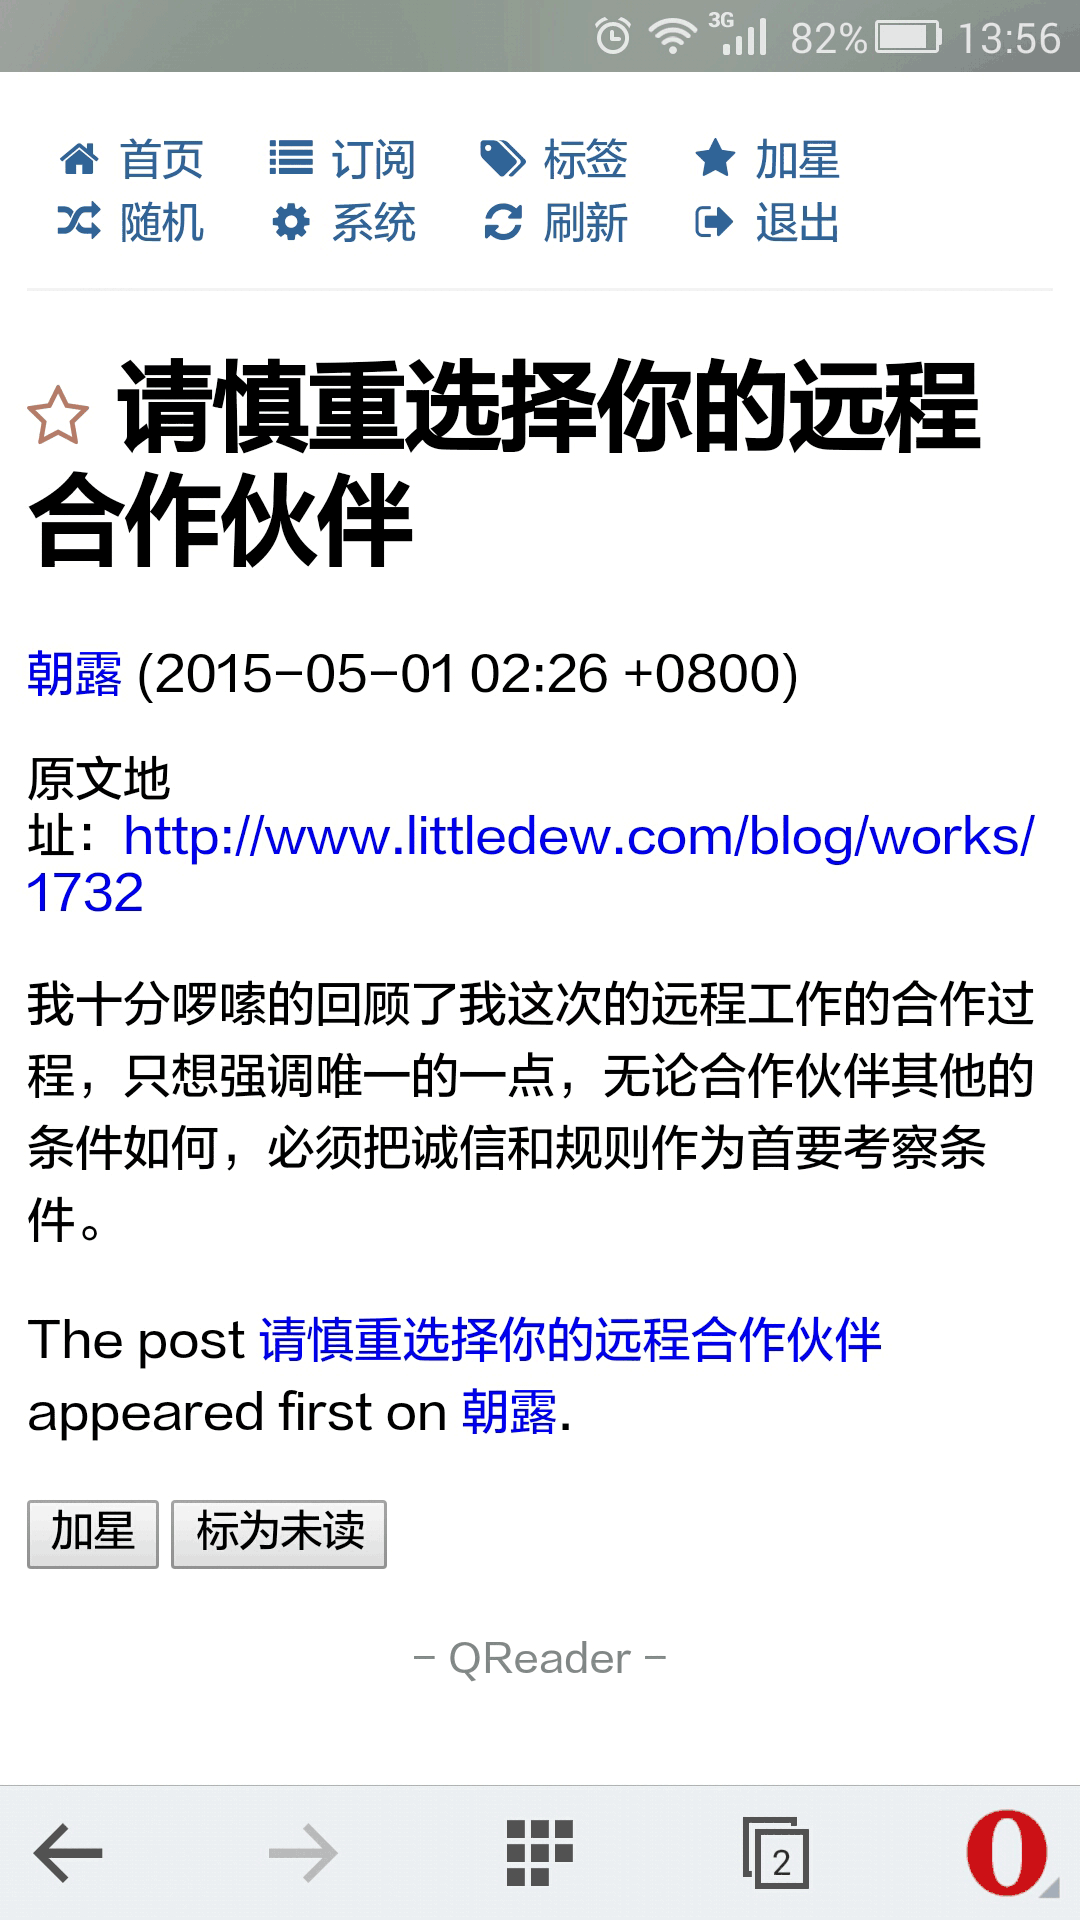 3G 82% 13:56
首页 订阅 标签 加星
随机 系统 刷新 退出
请慎重选择你的远程
合作伙伴
朝露 (2015-05-01 02:26 +0800)
原文地
址：http://www.littledew.com/blog/works/
1732
我十分啰嗦的回顾了我这次的远程工作的合作过
程，只想强调唯一的一点，无论合作伙伴其他的
条件如何，必须把诚信和规则作为首要考察条
件。
The post 请慎重选择你的远程合作伙伴
appeared first on 朝露.
加星 标为未读
- QReader -
2